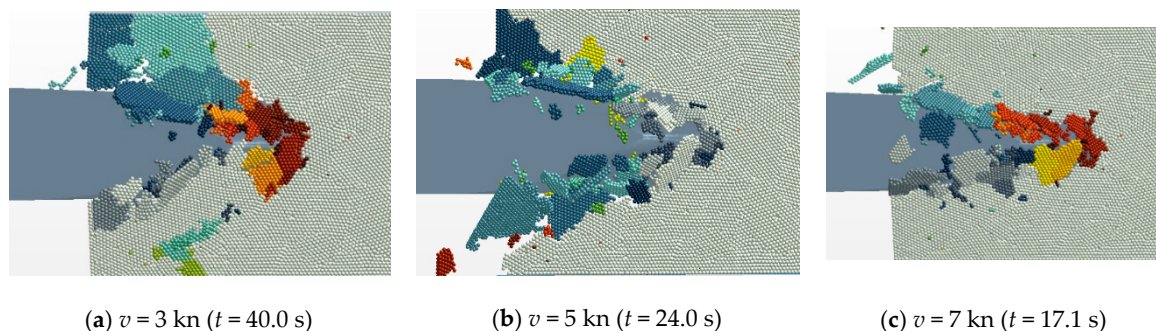 (a) v = 3 kn (t = 40.0 s)
(b) v = 5 kn (t = 24.0 s)
(c) v = 7 kn (t = 17.1 s)